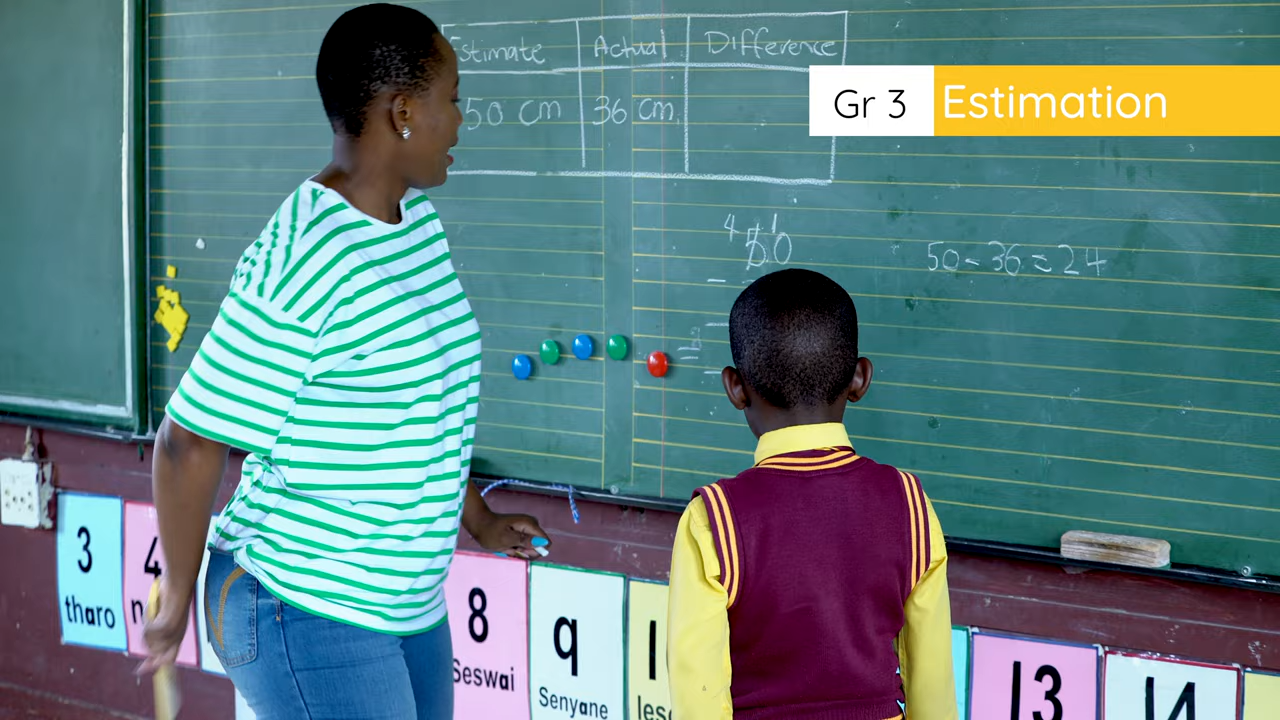 Estimate Actual Difference
Gr 3 Estimation
50 cm 36 cm
4 1
50
50 - 36 = 24
3
tharo
4
8
Seswai
9
Senyane
13
14